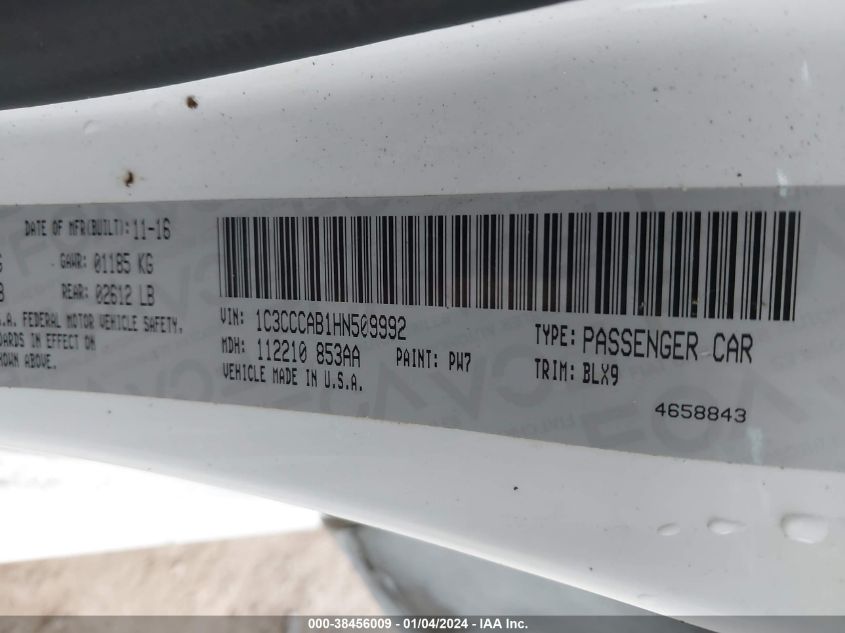 DATE OF MFR(BUILT): 11-16
GAWR: 01185 KG
REAR: 02612 LB
.A. FEDERAL MOTOR VEHICLE SAFETY,
ARDS IN EFFECT ON
HOWN ABOVE.
VIN: 1C3CCCAB1HN509992
MDH: 112210 853AA PAINT: PW7
VEHICLE MADE IN U.S.A.
TYPE: PASSENGER CAR
TRIM: BLX9
4658843
000-38456009 - 01/04/2024 - IAA Inc.